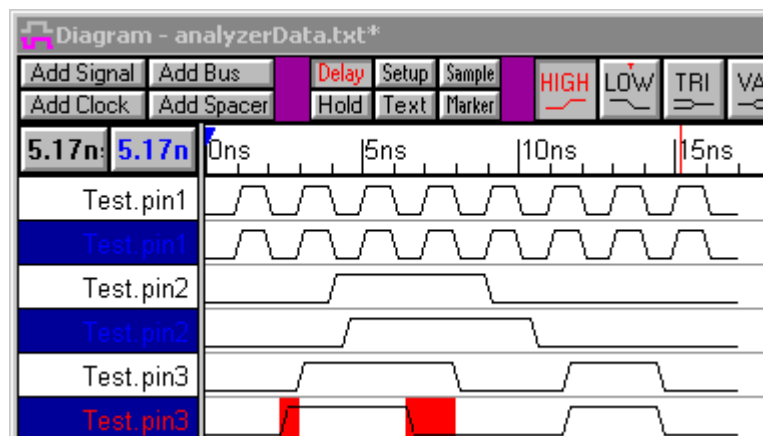 Diagram - analyzerData.txt*
Add Signal Add Bus Delay Setup Sample HIGH LOW TRI VA
Add Clock Add Spacer Hold Text Marker
5.17n 5.17n 0ns 5ns 10ns 15ns
Test.pin1
Test.pin1
Test.pin2
Test.pin2
Test.pin3
Test.pin3